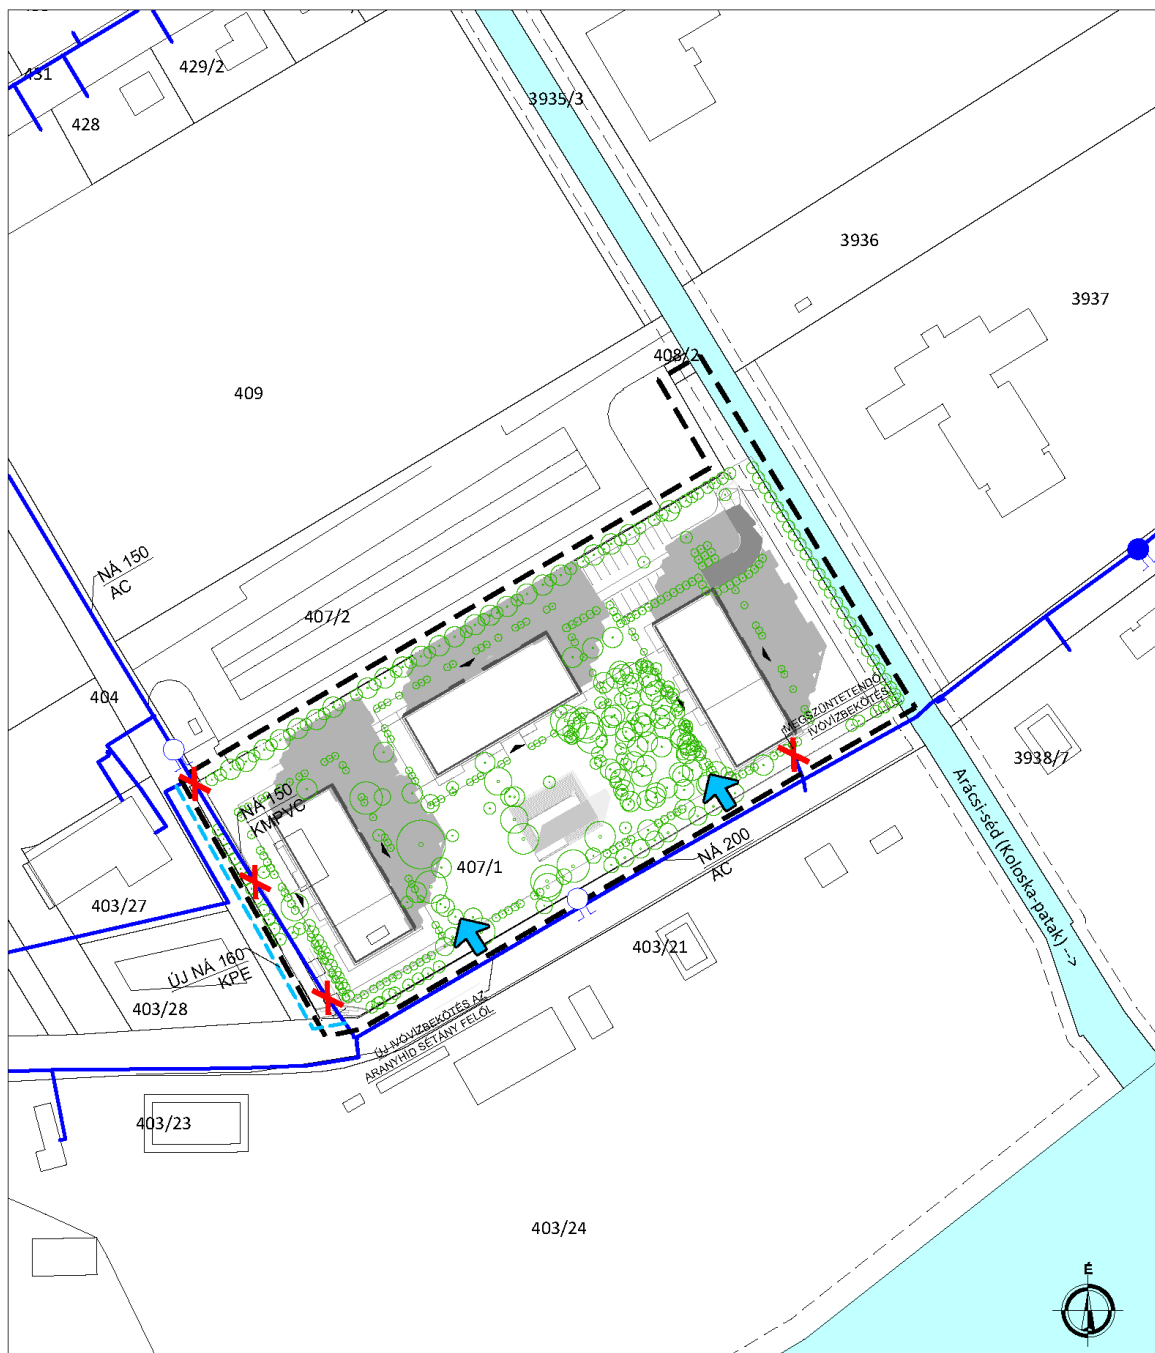 431
429/2
428
3935/3
3936
3937
408/2
409
NÁ 150
AC
407/2
404
MEGSZÜNTETENDŐ
IVÓVÍZBEKÖTÉS
3938/7
NÁ 150
KMPVC
NÁ 200
AC
407/1
403/27
403/21
Arácsi-séd (Koloska-patak) -->
ÚJ NÁ 160
KPE
403/28
ÚJ IVÓVÍZBEKÖTÉS AZ
ARANYHÍD SÉTÁNY FELŐL
403/23
403/24
É